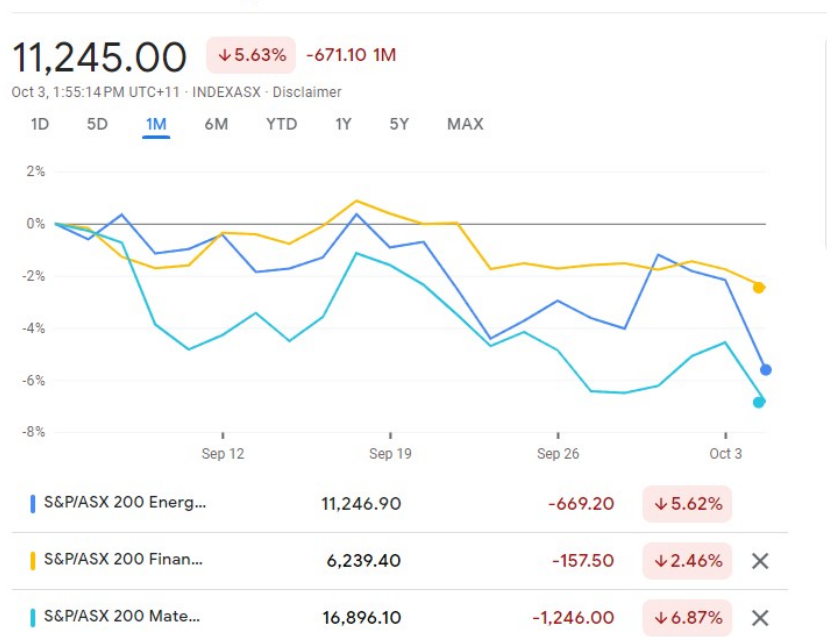 11,245.00 ↓5.63% -671.10 1M
Oct 3, 1:55:14 PM UTC+11 · INDEXASX · Disclaimer
1D 5D 1M 6M YTD 1Y 5Y MAX
2%
0%
-2%
-4%
-6%
-8%
Sep 12 Sep 19 Sep 26 Oct 3
S&P/ASX 200 Energ... 11,246.90 -669.20 ↓5.62%
S&P/ASX 200 Finan... 6,239.40 -157.50 ↓2.46%
S&P/ASX 200 Mate... 16,896.10 -1,246.00 ↓6.87%